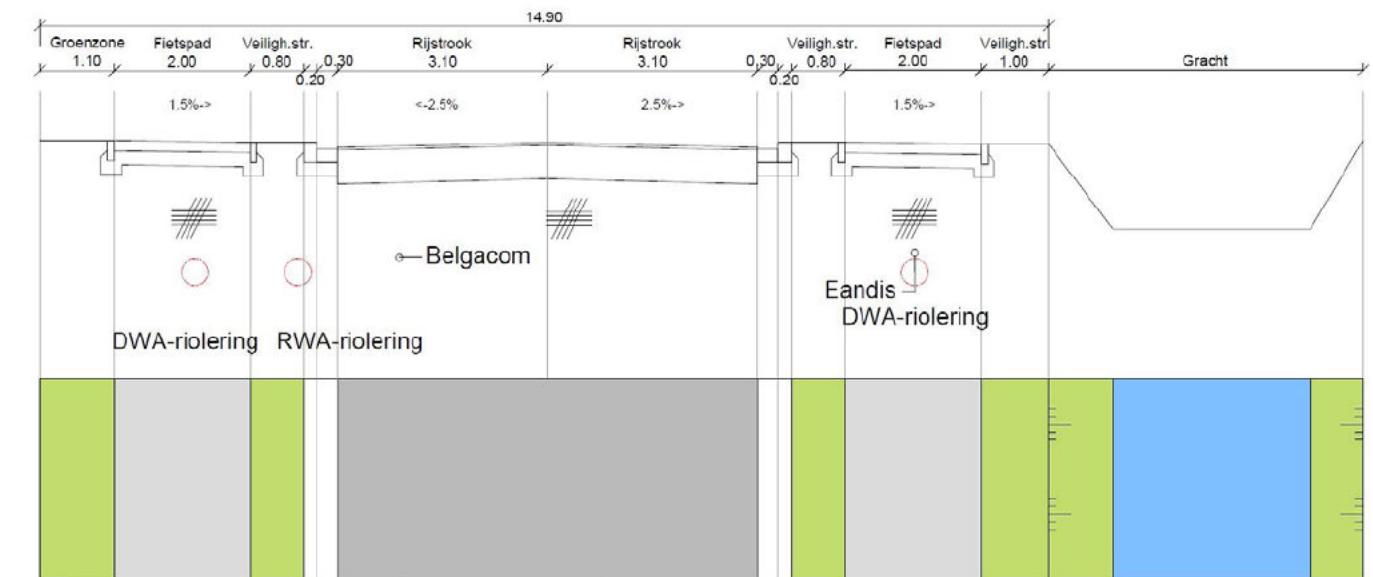 14.90
Groenzone Fietspad Veiligh.str. Rijstrook Rijstrook Veiligh.str. Fietspad Veiligh.str.
1.10 2.00 0.80 0.30 3.10 3.10 0.30 0.80 2.00 1.00 Gracht
0.20 0.20
1.5%-> <-2.5% 2.5%-> 1.5%->
Belgacom
Eandis
DWA-riolering
DWA-riolering RWA-riolering